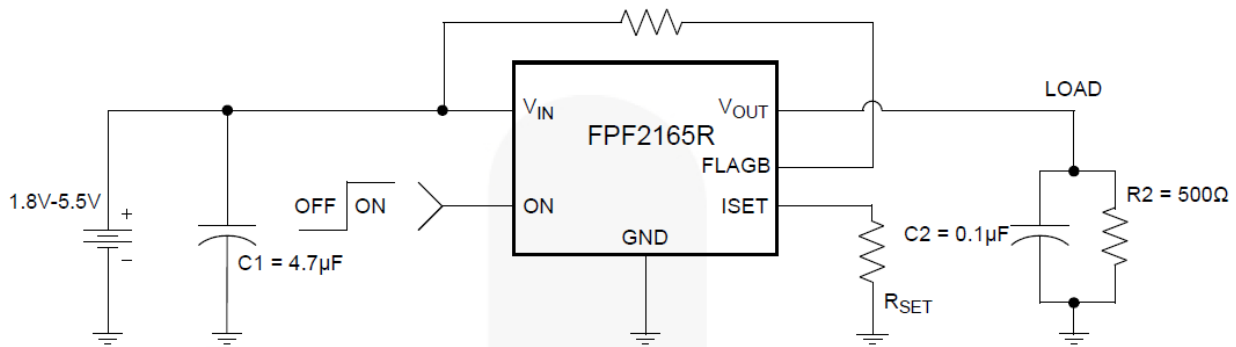 LOAD
VIN
VOUT
FPF2165R
FLAGB
1.8V-5.5V
+
–
OFF
ON
ON
ISET
R2 = 500Ω
C2 = 0.1µF
GND
C1 = 4.7µF
RSET